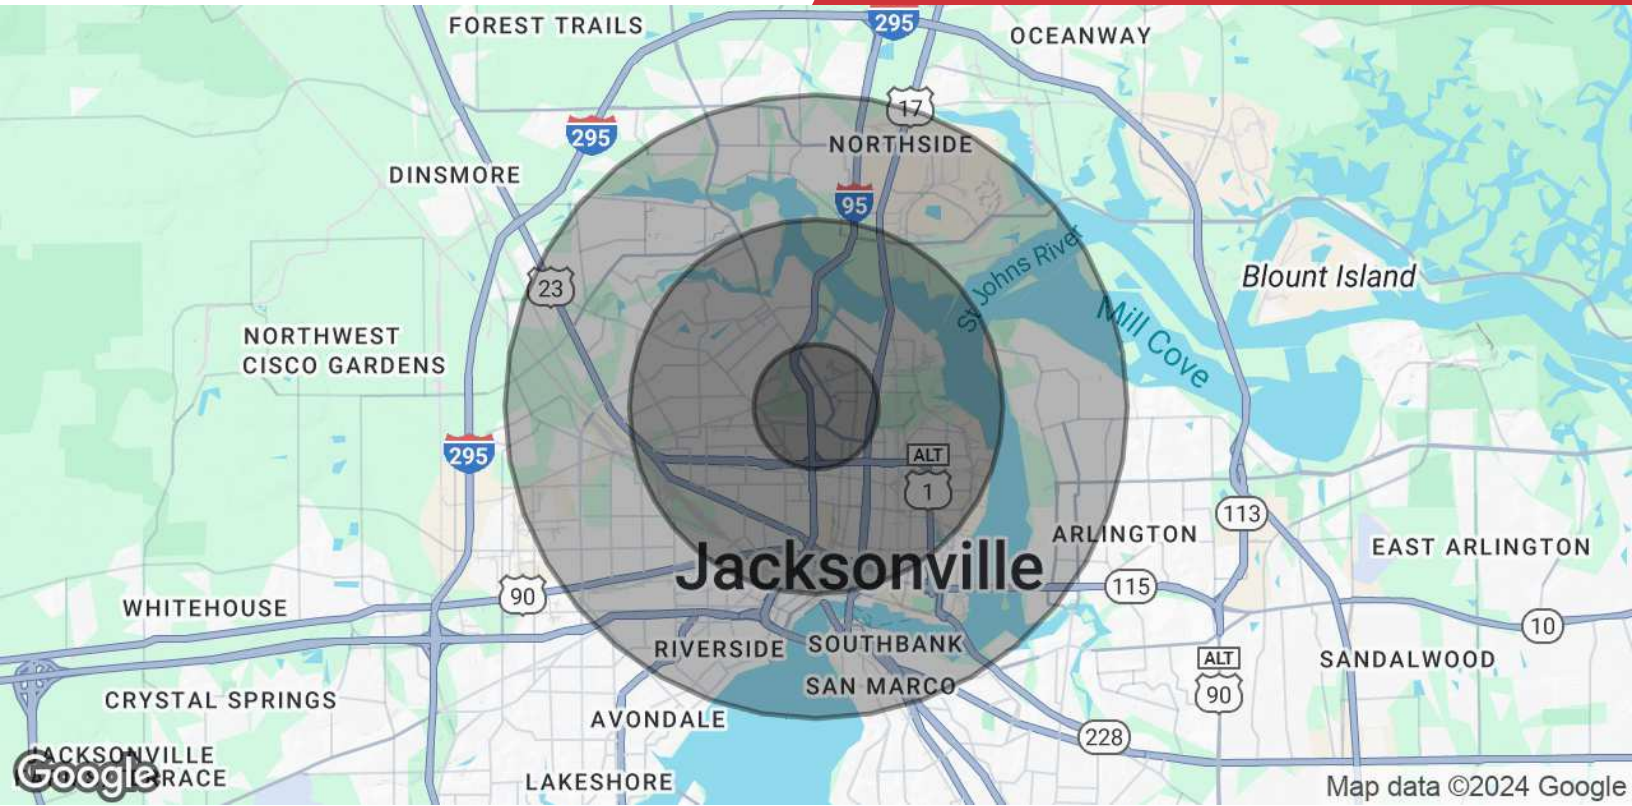 FOREST TRAILS
295
OCEANWAY
17
295
NORTHSIDE
DINSMORE
95
St Johns River
Blount Island
23
Mill Cove
NORTHWEST
CISCO GARDENS
ALT
295
1
113
ARLINGTON
EAST ARLINGTON
Jacksonville
90
115
WHITEHOUSE
10
RIVERSIDE
SOUTHBANK
ALT
SANDALWOOD
SAN MARCO
90
CRYSTAL SPRINGS
AVONDALE
228
JACKSONVILLE
Google
LAKESHORE
Map data ©2024 Google